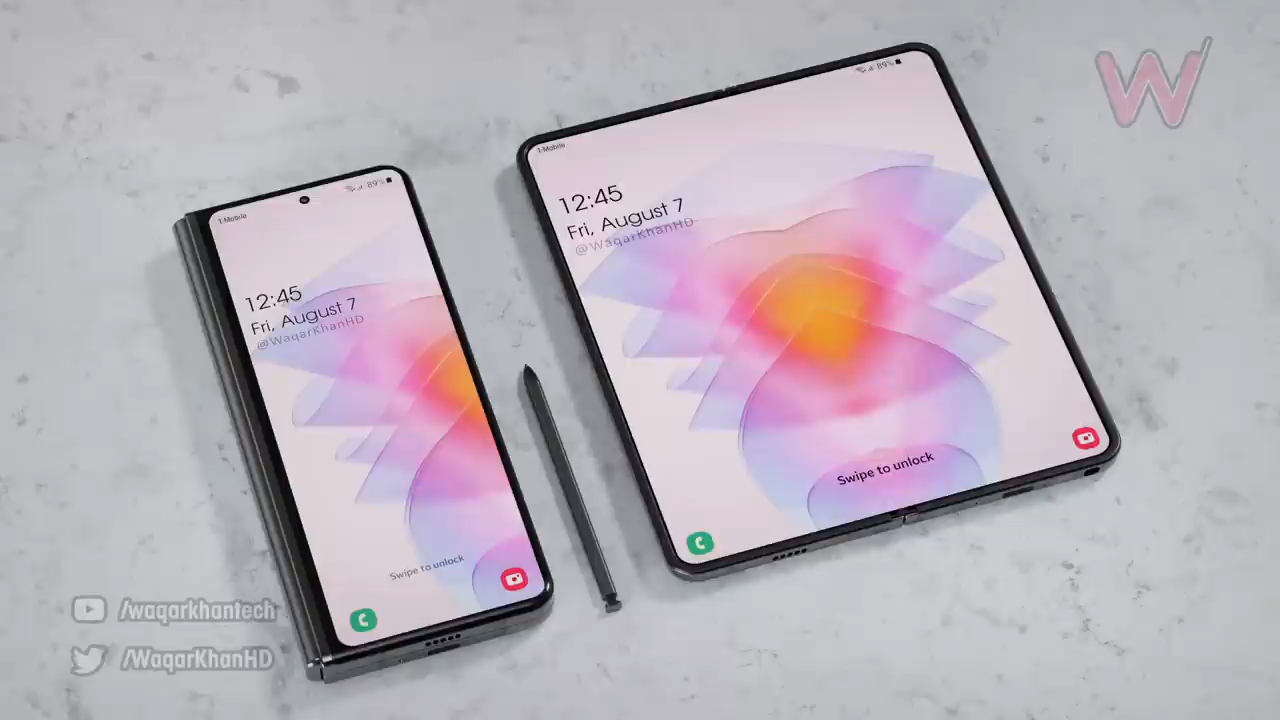 W
T-Mobile
89%
12:45
Fri, August 7
@WaqarKhanHD
Swipe to unlock
T-Mobile
89%
12:45
Fri, August 7
@WaqarKhanHD
Swipe to unlock
/waqarkhantech
/WaqarKhanHD